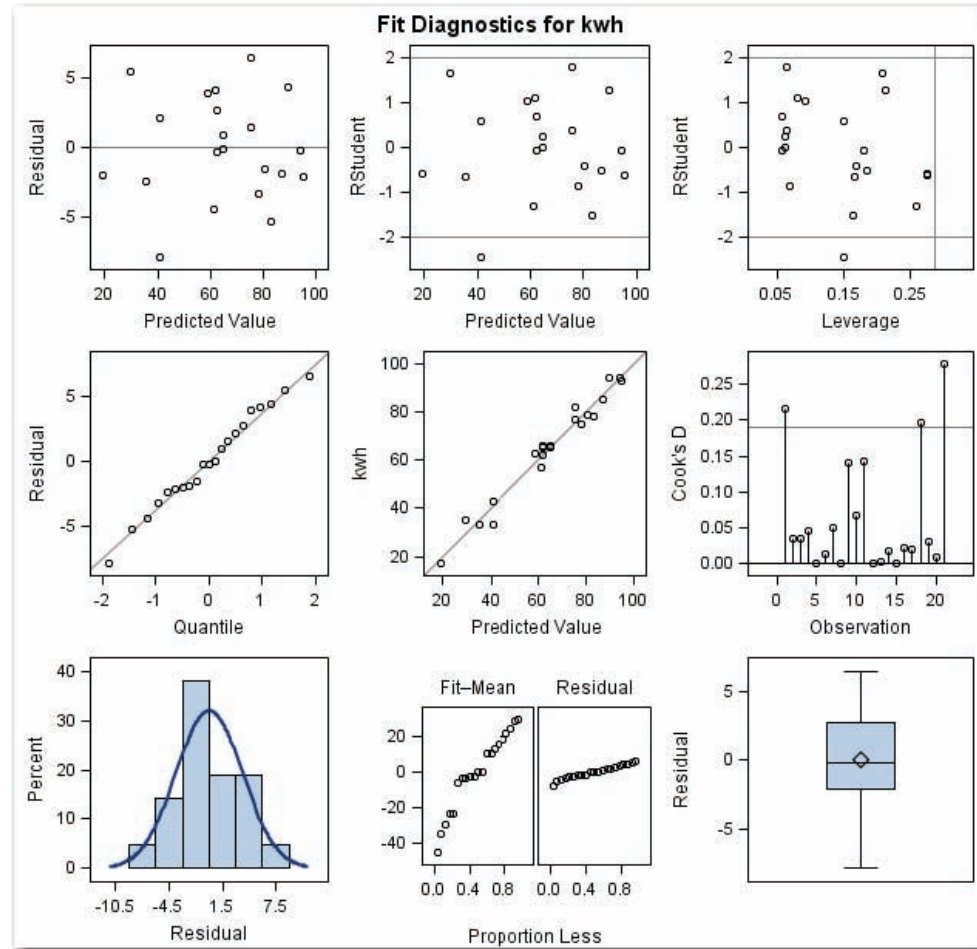 Fit Diagnostics for kwh
Residual
5
0
-5
20 40 60 80 100
Predicted Value
RStudent
2
1
0
-1
-2
20 40 60 80 100
Predicted Value
RStudent
2
1
0
-1
-2
0.05 0.15 0.25
Leverage
Residual
5
0
-5
-2 -1 0 1 2
Quantile
kwh
100
80
60
40
20
20 40 60 80 100
Predicted Value
Cook's D
0.25
0.20
0.15
0.10
0.05
0.00
0 5 10 15 20
Observation
Percent
40
30
20
10
0
-10.5 -4.5 1.5 7.5
Residual
Fit–Mean Residual
20
0
-20
-40
0.0 0.4 0.8 0.0 0.4 0.8
Proportion Less
Residual
5
0
-5